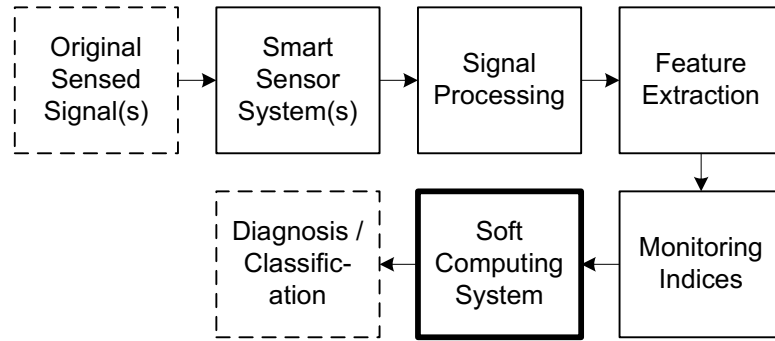 Original
Sensed
Signal(s)
Smart
Sensor
System(s)
Signal
Processing
Feature
Extraction
Monitoring
Indices
Soft
Computing
System
Diagnosis /
Classific-
ation